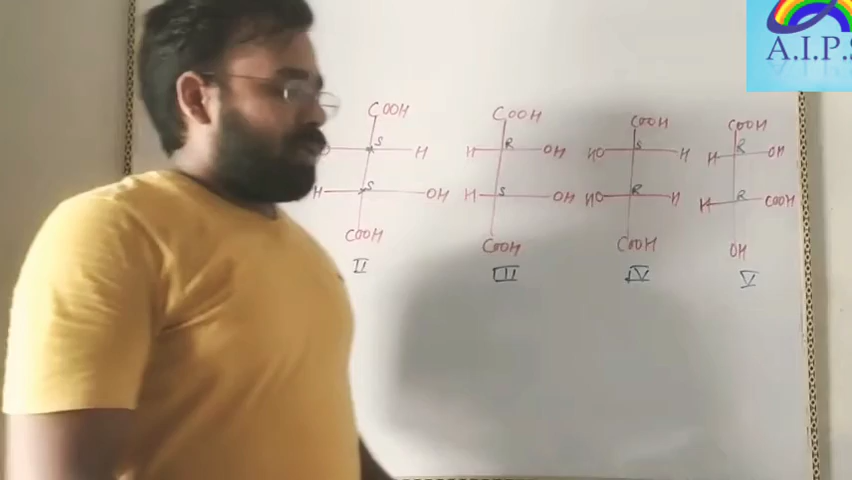 A.I.P.S
COOH COOH COOH COOH
S H H R OH HO S H H R OH
H S OH H S OH HO R H H R COOH
COOH COOH COOH OH
II III IV V